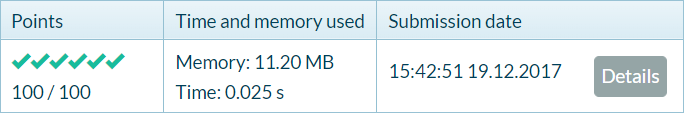 Points
Time and memory used
Submission date
100 / 100
Memory: 11.20 MB
Time: 0.025 s
15:42:51 19.12.2017
Details